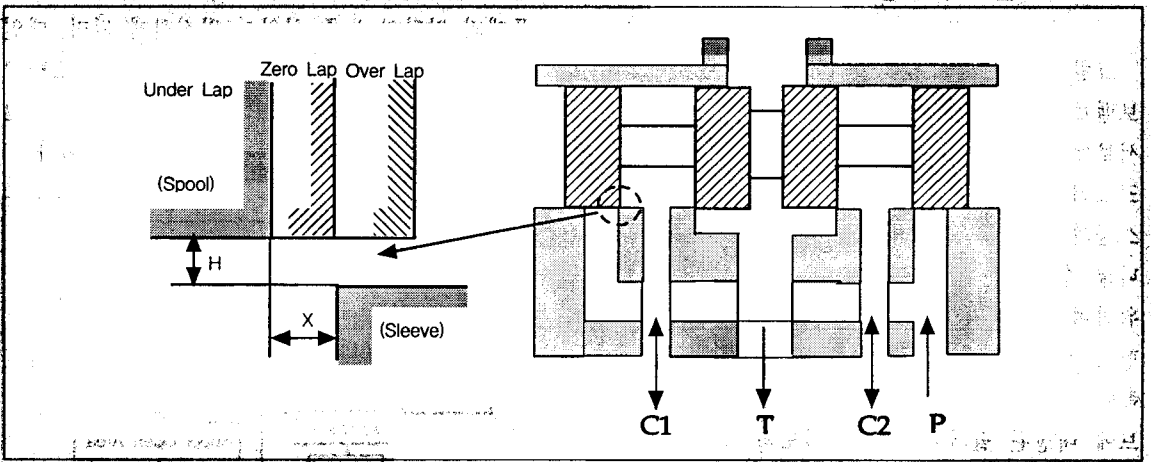 Under Lap
Zero Lap
Over Lap
(Spool)
H
X
(Sleeve)
C1
T
C2
P